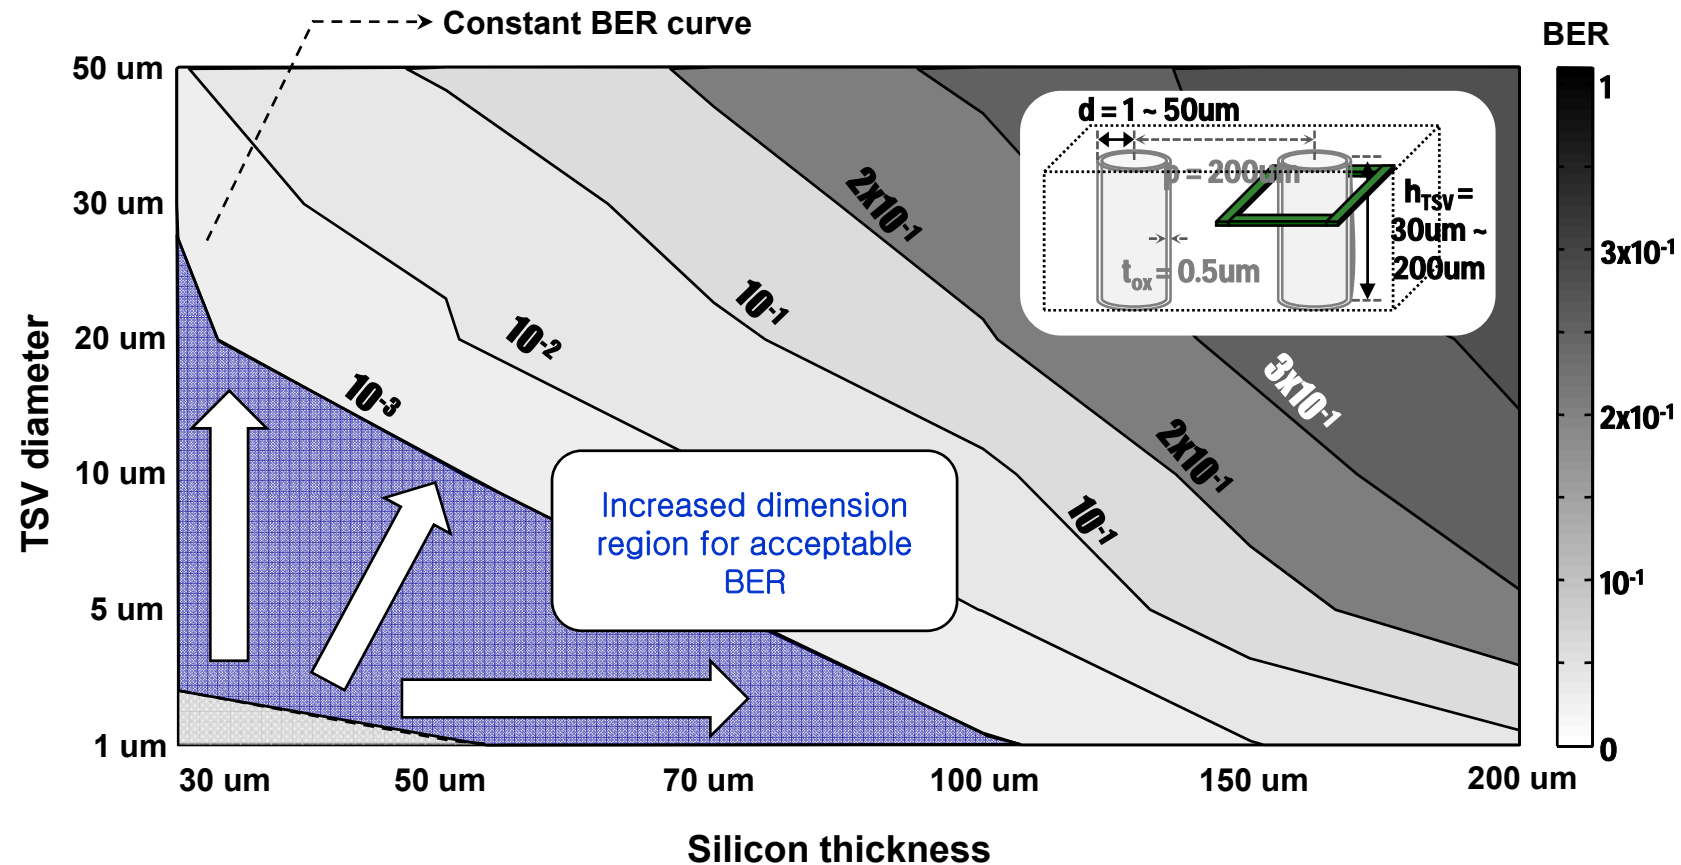 Constant BER curve
BER
50 um
30 um
20 um
10 um
5 um
1 um
TSV diameter
30 um
50 um
70 um
100 um
150 um
200 um
Silicon thickness
10-3
10-2
10-1
2x10-1
10-1
2x10-1
3x10-1
Increased dimension
region for acceptable
BER
d = 1 ~ 50um
p = 200um
tox = 0.5um
hTSV =
30um ~
200um
1
3x10-1
2x10-1
10-1
0